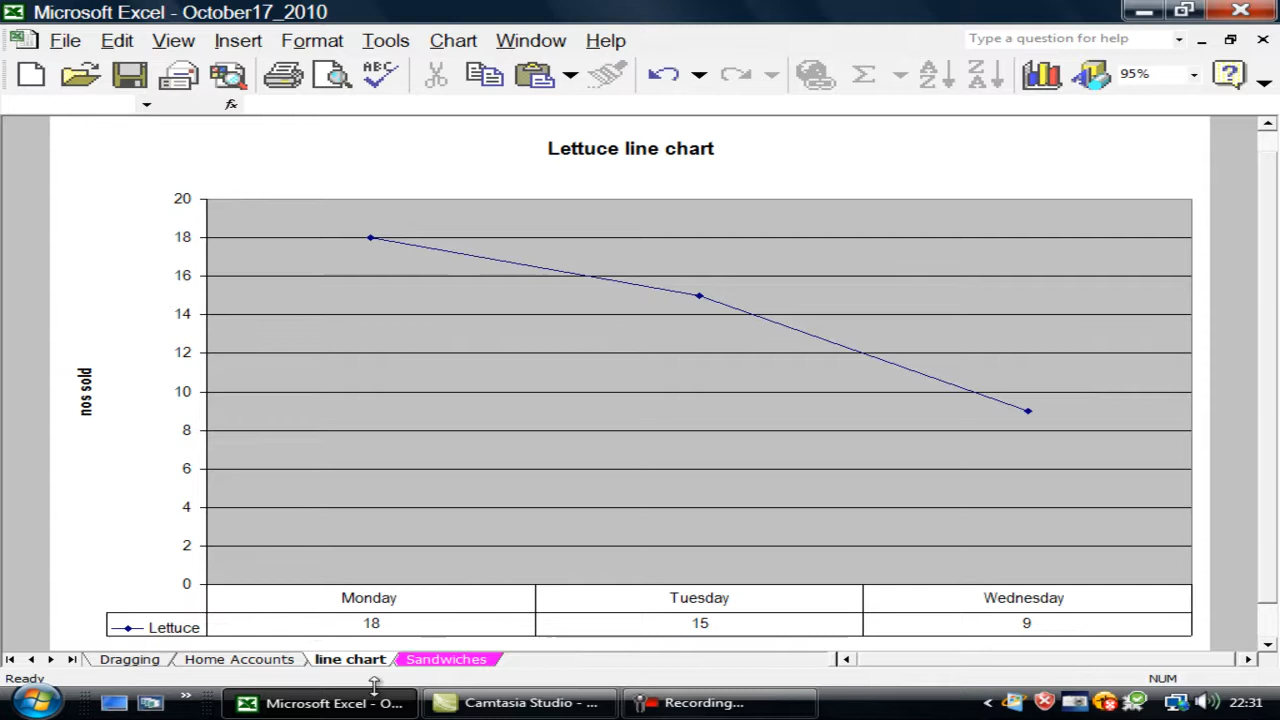 Microsoft Excel - October17_2010
File Edit View Insert Format Tools Chart Window Help Type a question for help
ABC Σ A Z Z A 95% ?
fx
Lettuce line chart
20
18
16
14
12
10
8
6
4
2
0
nos sold
Monday Tuesday Wednesday
Lettuce 18 15 9
Dragging Home Accounts line chart Sandwiches
Ready NUM
Microsoft Excel - O... Camtasia Studio - ... Recording... 22:31